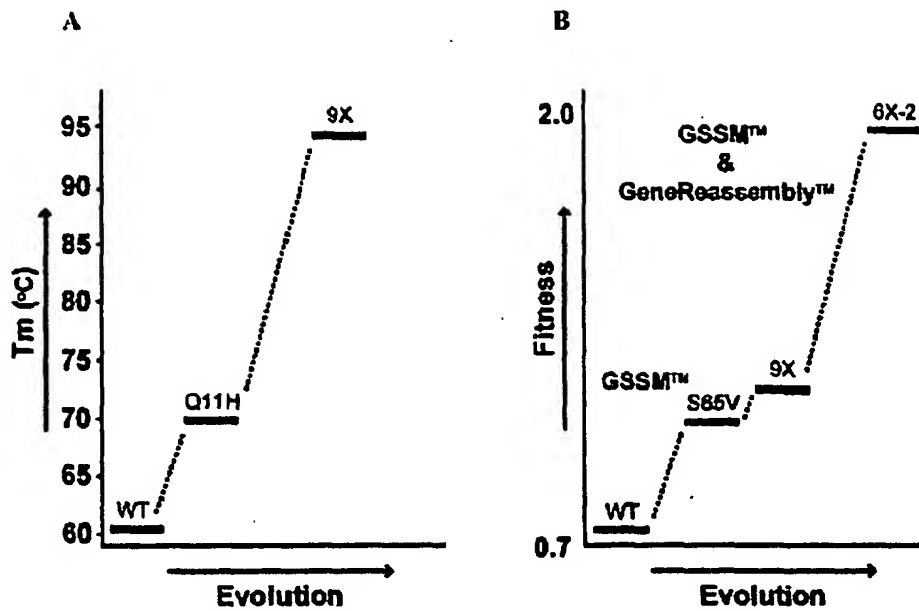 A
95
90
85
80
75
70
65
60
Tm (°C)
WT
Q11H
9X
Evolution
B
2.0
0.7
Fitness
GSSM™
&
GeneReassembly™
6X-2
GSSM™
S65V
9X
WT
Evolution